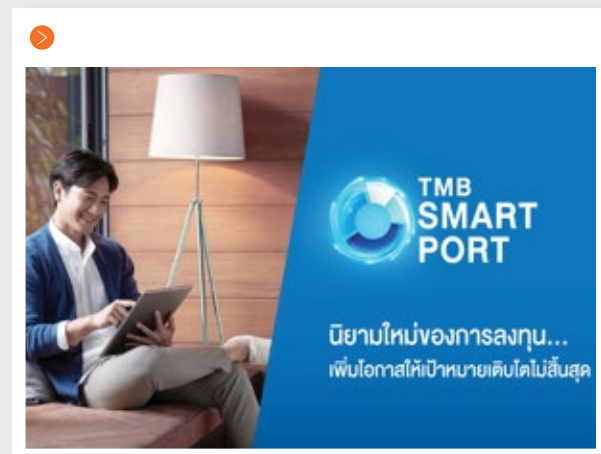 TMB
SMART
PORT
นิยามใหม่ของการลงทุน...
เพิ่มโอกาสให้เป้าหมายเติบโตไม่สิ้นสุด